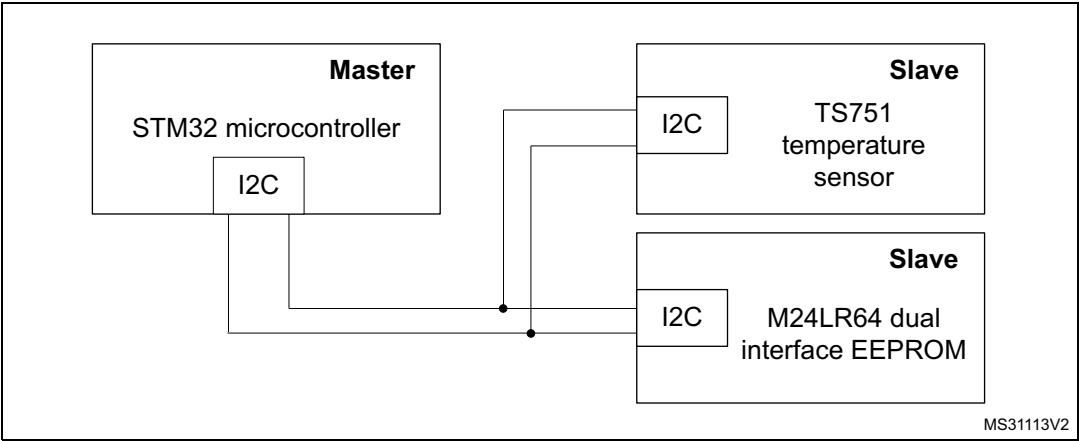 Master
STM32 microcontroller
I2C
Slave
I2C
TS751
temperature
sensor
Slave
I2C
M24LR64 dual
interface EEPROM
MS31113V2